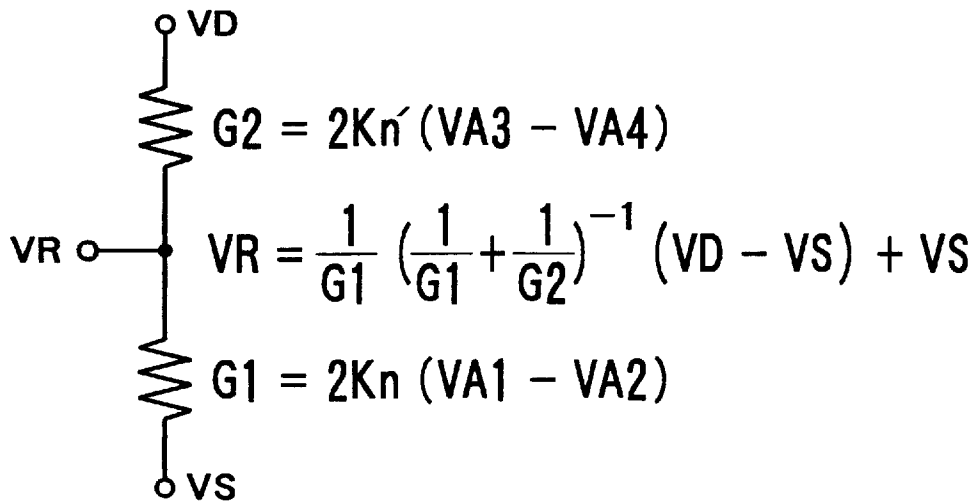 VD
G2 = 2Kn′(VA3 − VA4)
VR
VR = 1/G1 (1/G1 + 1/G2)^−1 (VD − VS) + VS
G1 = 2Kn (VA1 − VA2)
VS